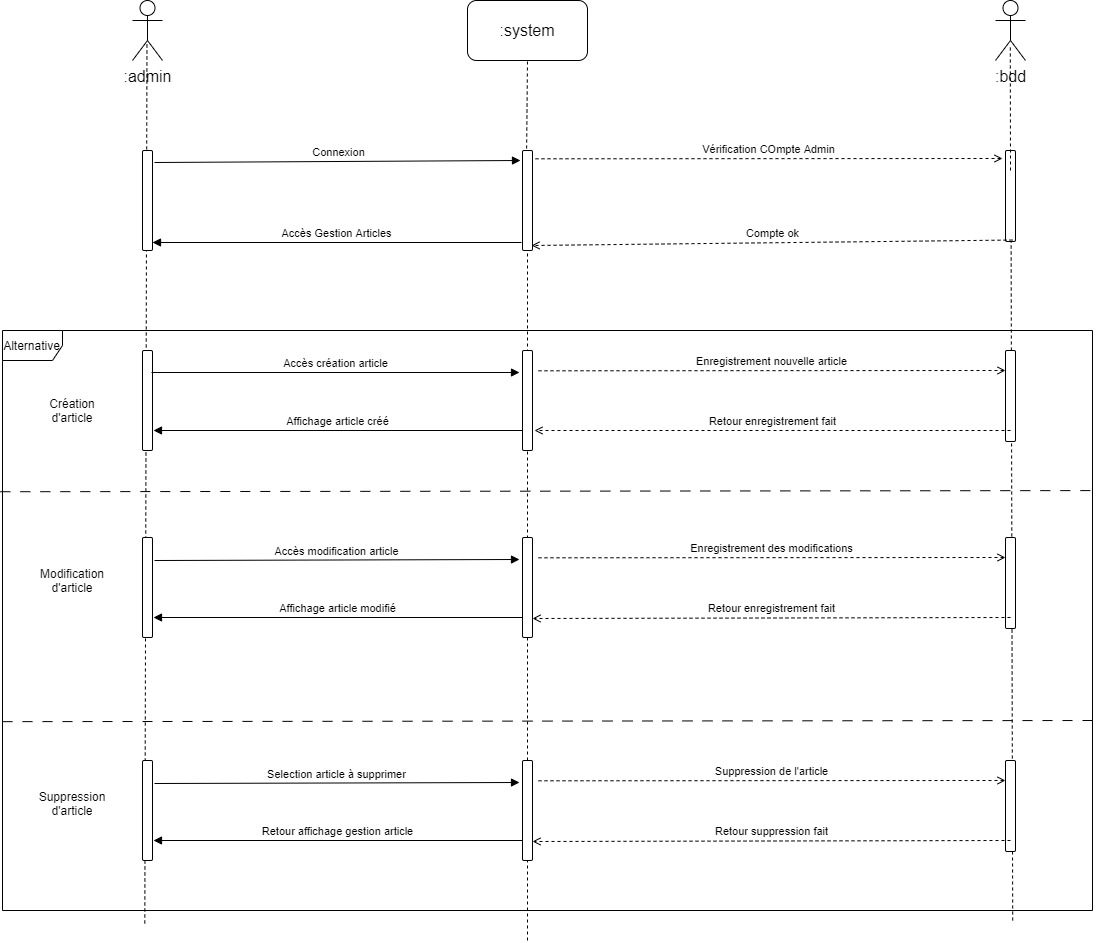 :admin
:system
:bdd
Connexion
Vérification COmpte Admin
Accès Gestion Articles
Compte ok
Alternative
Accès création article
Enregistrement nouvelle article
Création
d'article
Affichage article créé
Retour enregistrement fait
Accès modification article
Enregistrement des modifications
Modification
d'article
Affichage article modifié
Retour enregistrement fait
Selection article à supprimer
Suppression de l'article
Suppression
d'article
Retour affichage gestion article
Retour suppression fait